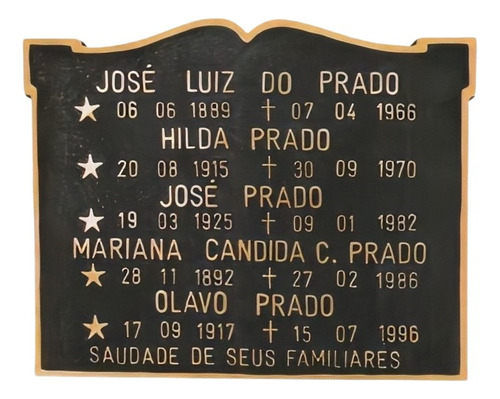 JOSÉ LUIZ DO PRADO
★ 06 06 1889 † 07 04 1966
HILDA PRADO
★ 20 08 1915 † 30 09 1970
JOSÉ PRADO
★ 19 03 1925 † 09 01 1982
MARIANA CANDIDA C. PRADO
★ 28 11 1892 † 27 02 1986
OLAVO PRADO
★ 17 09 1917 † 15 07 1996
SAUDADE DE SEUS FAMILIARES